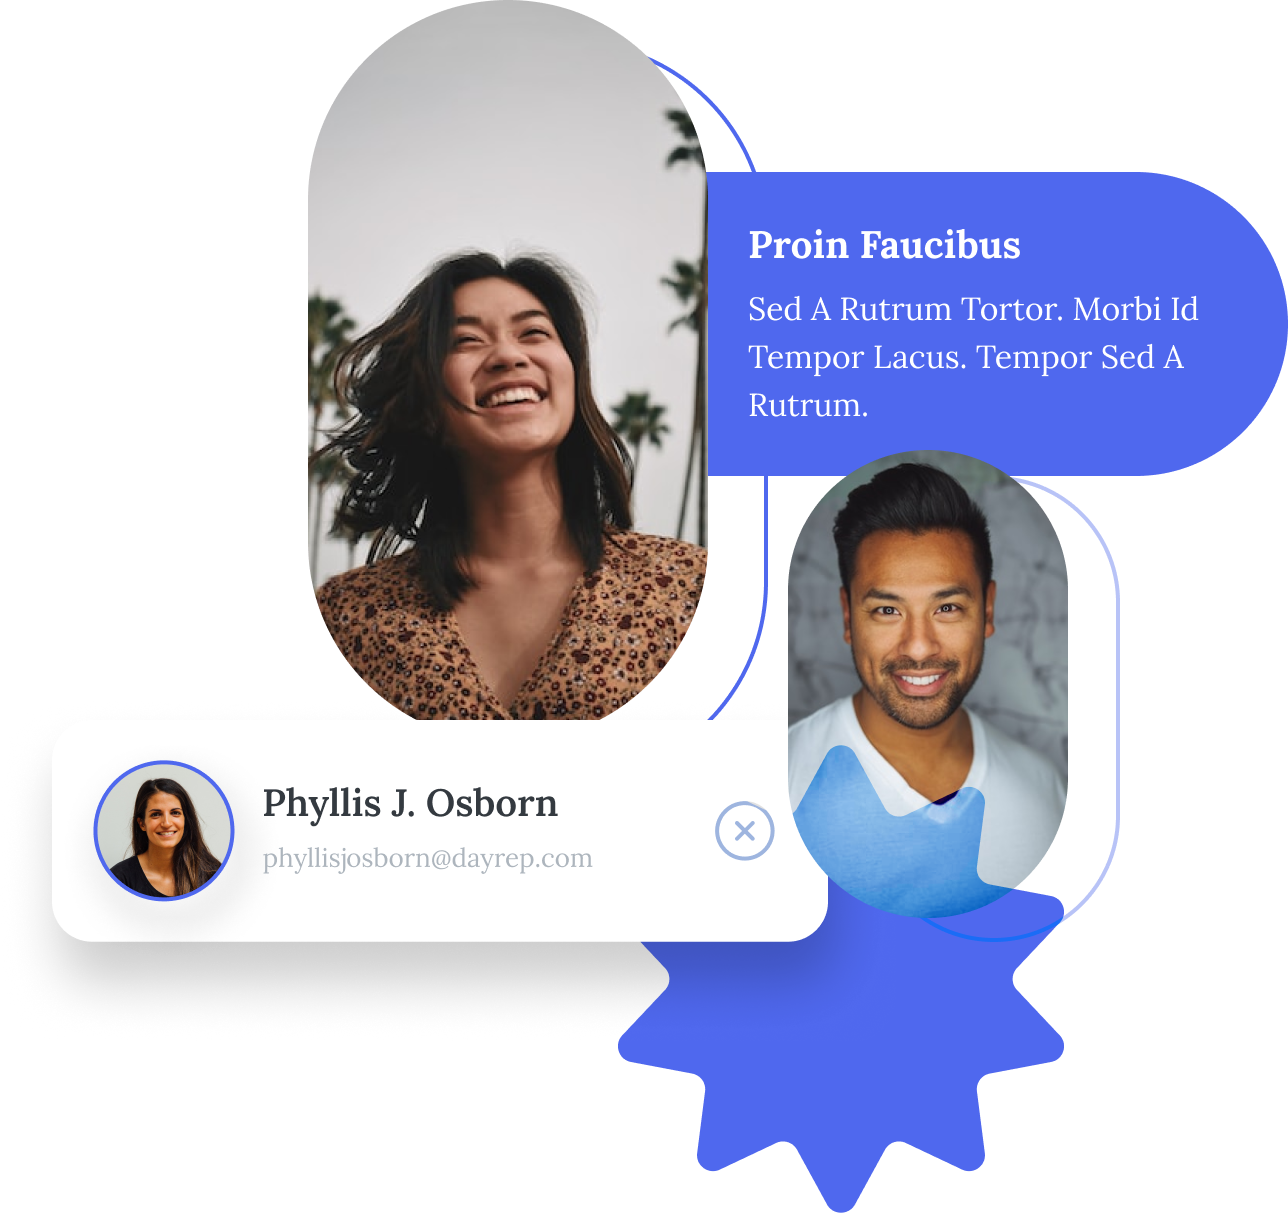 Proin Faucibus
Sed A Rutrum Tortor. Morbi Id
Tempor Lacus. Tempor Sed A
Rutrum.
Phyllis J. Osborn
phyllisjosborn@dayrep.com